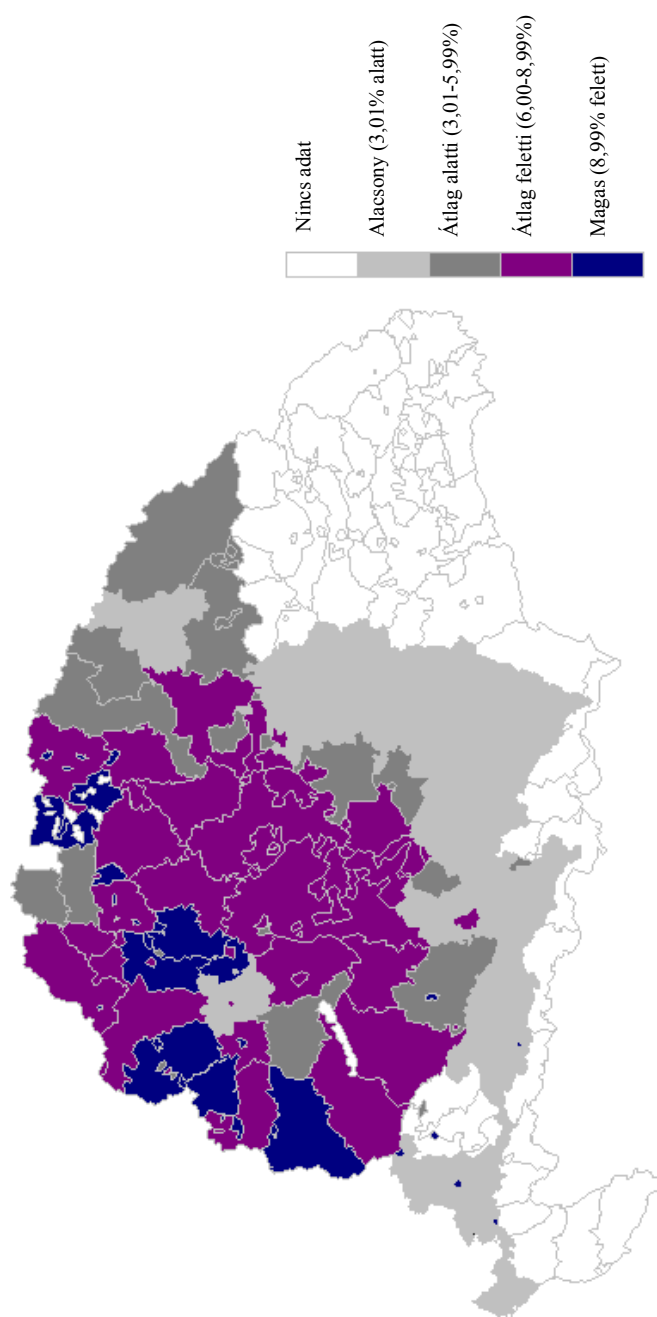 Nincs adat
Alacsony (3,01% alatt)
Átlag alatti (3,01-5,99%)
Átlag feletti (6,00-8,99%)
Magas (8,99% felett)